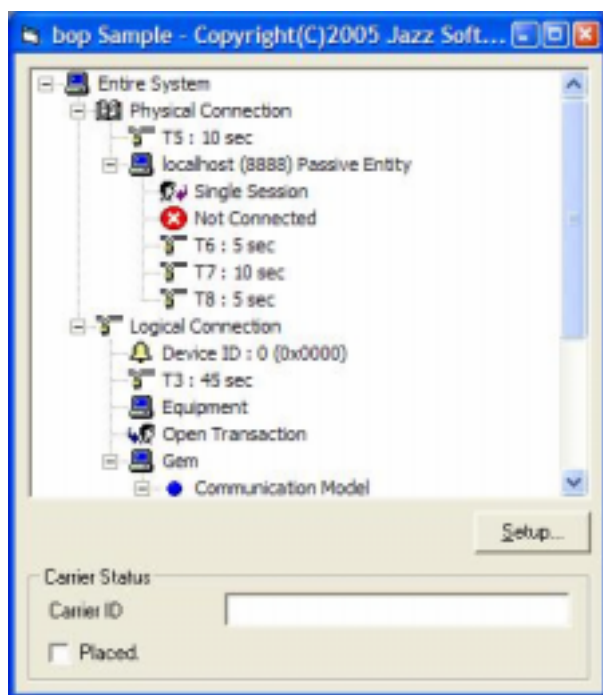 bop Sample - Copyright(C)2005 Jazz Soft...
Entire System
Physical Connection
T5 : 10 sec
localhost (8888) Passive Entity
Single Session
Not Connected
T6 : 5 sec
T7 : 10 sec
T8 : 5 sec
Logical Connection
Device ID : 0 (0x0000)
T3 : 45 sec
Equipment
Open Transaction
Gem
Communication Model
Setup...
Carrier Status
Carrier ID
Placed.